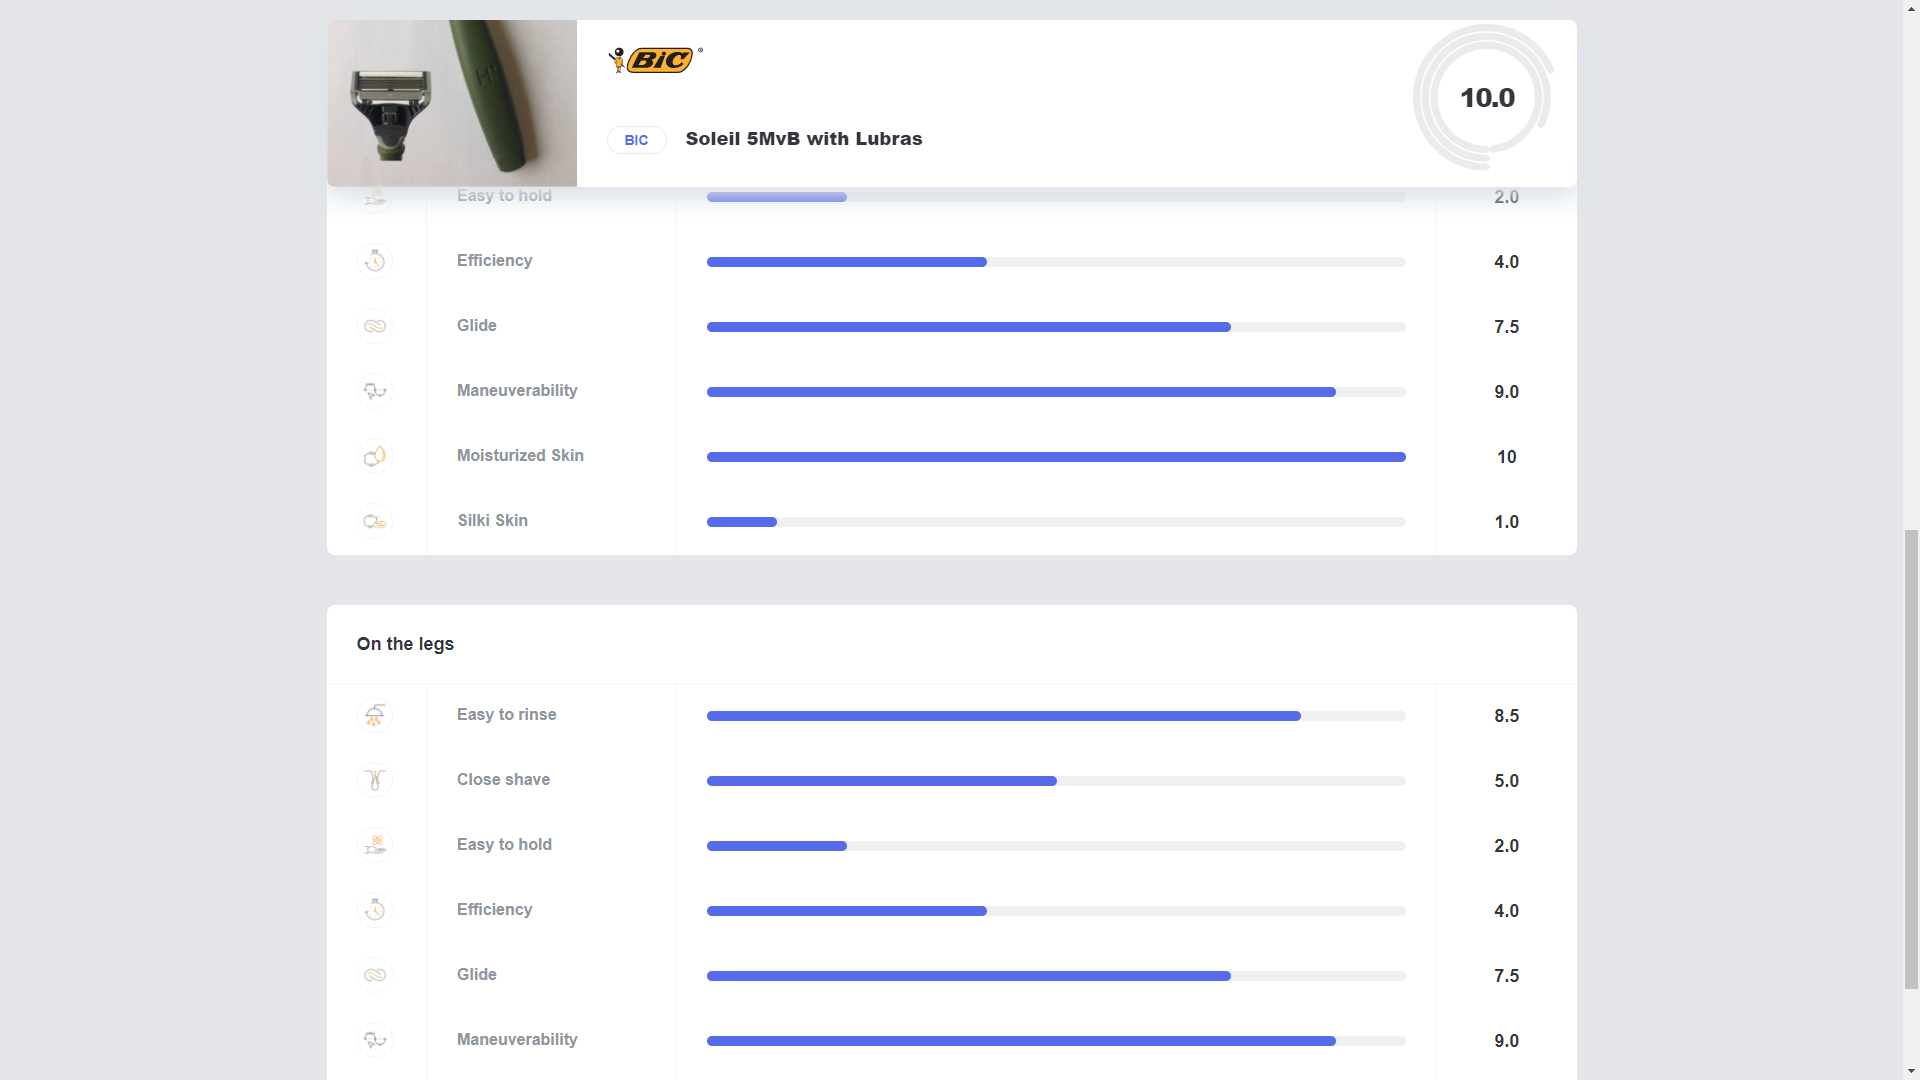 BiC ®
10.0
BIC Soleil 5MvB with Lubras
H'
Easy to hold 2.0
Efficiency 4.0
Glide 7.5
Maneuverability 9.0
Moisturized Skin 10
Silki Skin 1.0
On the legs
Easy to rinse 8.5
Close shave 5.0
Easy to hold 2.0
Efficiency 4.0
Glide 7.5
Maneuverability 9.0